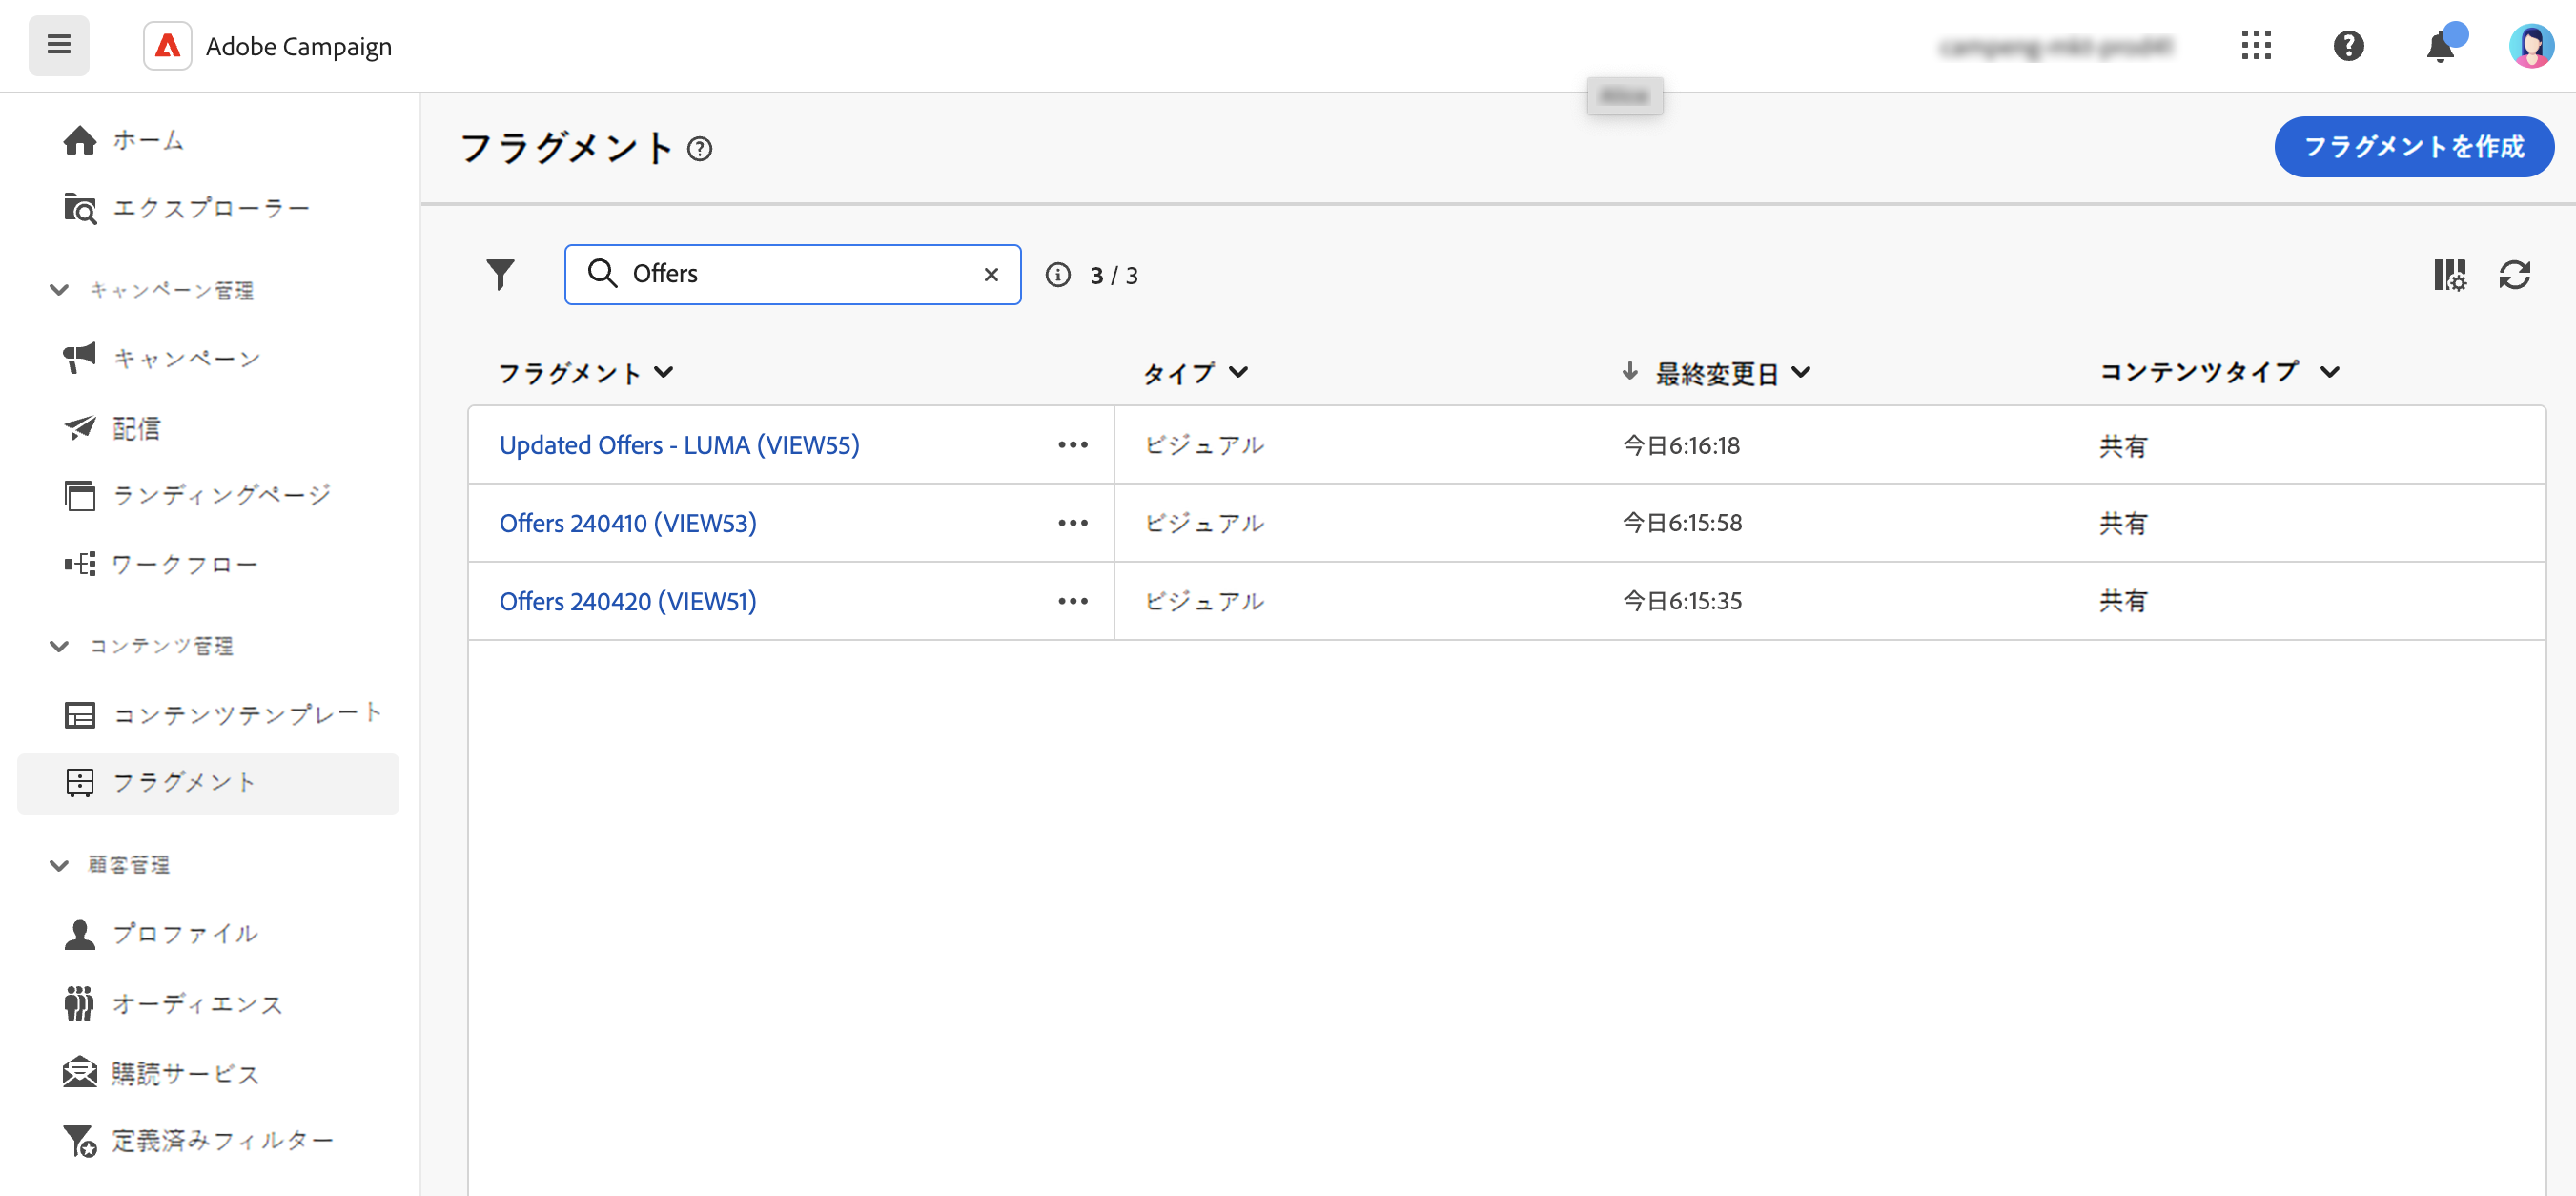 Adobe Campaign
ホーム
エクスプローラー
キャンペーン管理
キャンペーン
配信
ランディングページ
ワークフロー
コンテンツ管理
コンテンツテンプレート
フラグメント
顧客管理
プロファイル
オーディエンス
購読サービス
定義済みフィルター
フラグメント
フラグメントを作成
Offers
3 / 3
フラグメント タイプ 最終変更日 コンテンツタイプ
Updated Offers - LUMA (VIEW55) ビジュアル 今日6:16:18 共有
Offers 240410 (VIEW53) ビジュアル 今日6:15:58 共有
Offers 240420 (VIEW51) ビジュアル 今日6:15:35 共有